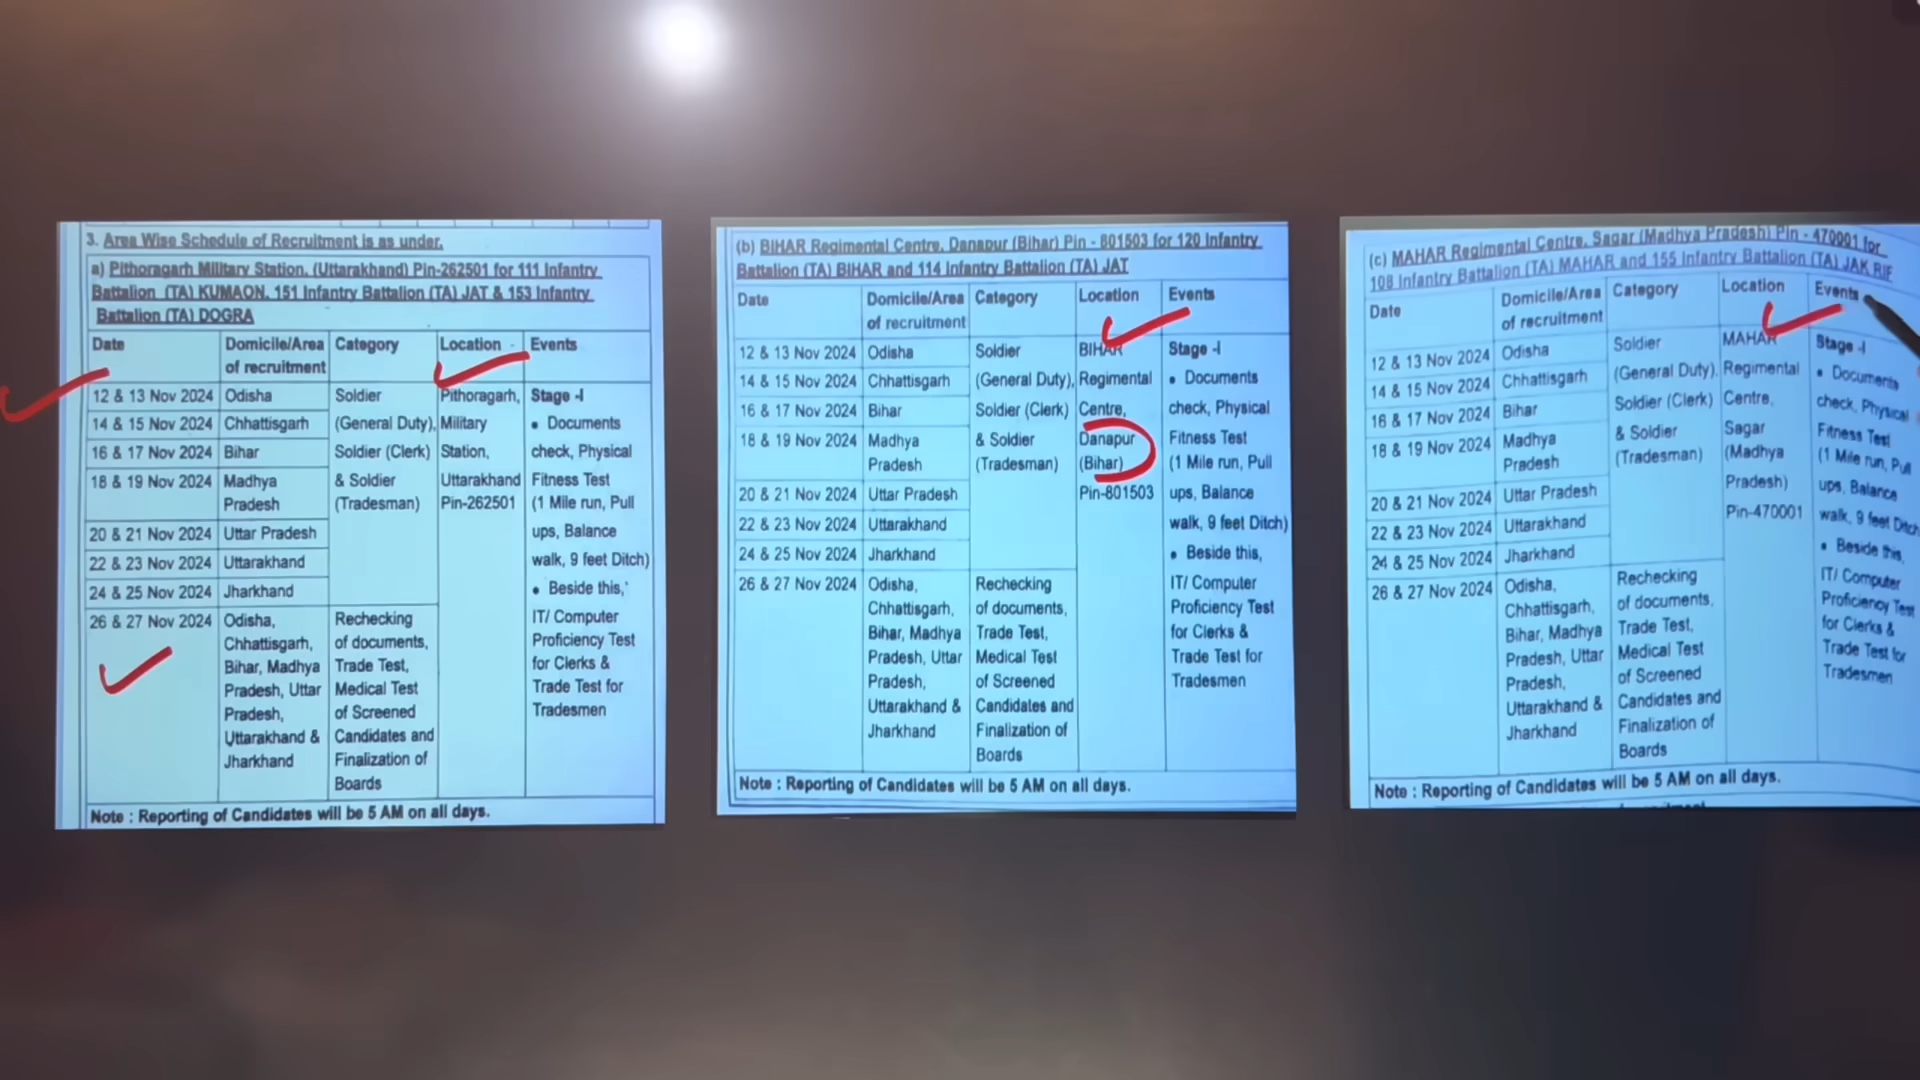 3. Area Wise Schedule of Recruitment is as under.
a) Pithoragarh Military Station, (Uttarakhand) Pin-262501 for 111 Infantry
Battalion (TA) KUMAON, 151 Infantry Battalion (TA) JAT & 153 Infantry
Battalion (TA) DOGRA
Date Domicile/Area of recruitment Category Location Events
12 & 13 Nov 2024 Odisha
14 & 15 Nov 2024 Chhattisgarh
16 & 17 Nov 2024 Bihar
18 & 19 Nov 2024 Madhya Pradesh
20 & 21 Nov 2024 Uttar Pradesh
22 & 23 Nov 2024 Uttarakhand
24 & 25 Nov 2024 Jharkhand
26 & 27 Nov 2024 Odisha,
Chhattisgarh,
Bihar, Madhya
Pradesh, Uttar
Pradesh,
Uttarakhand &
Jharkhand
Soldier
(General Duty),
Soldier (Clerk)
& Soldier
(Tradesman)
Rechecking
of documents,
Trade Test,
Medical Test
of Screened
Candidates and
Finalization of
Boards
Pithoragarh,
Military
Station,
Uttarakhand
Pin-262501
Stage -I
• Documents
check, Physical
Fitness Test
(1 Mile run, Pull
ups, Balance
walk, 9 feet Ditch)
• Beside this,
IT/ Computer
Proficiency Test
for Clerks &
Trade Test for
Tradesmen
Note : Reporting of Candidates will be 5 AM on all days.
(b) BIHAR Regimental Centre, Danapur (Bihar) Pin - 801503 for 120 Infantry
Battalion (TA) BIHAR and 114 Infantry Battalion (TA) JAT
Date Domicile/Area of recruitment Category Location Events
12 & 13 Nov 2024 Odisha
14 & 15 Nov 2024 Chhattisgarh
16 & 17 Nov 2024 Bihar
18 & 19 Nov 2024 Madhya Pradesh
20 & 21 Nov 2024 Uttar Pradesh
22 & 23 Nov 2024 Uttarakhand
24 & 25 Nov 2024 Jharkhand
26 & 27 Nov 2024 Odisha,
Chhattisgarh,
Bihar, Madhya
Pradesh, Uttar
Pradesh,
Uttarakhand &
Jharkhand
Soldier
(General Duty),
Soldier (Clerk)
& Soldier
(Tradesman)
Rechecking
of documents,
Trade Test,
Medical Test
of Screened
Candidates and
Finalization of
Boards
BIHAR
Regimental
Centre,
Danapur
(Bihar)
Pin-801503
Stage -I
• Documents
check, Physical
Fitness Test
(1 Mile run, Pull
ups, Balance
walk, 9 feet Ditch)
• Beside this,
IT/ Computer
Proficiency Test
for Clerks &
Trade Test for
Tradesmen
Note : Reporting of Candidates will be 5 AM on all days.
(c) MAHAR Regimental Centre, Sagar (Madhya Pradesh) Pin - 470001 for
108 Infantry Battalion (TA) MAHAR and 155 Infantry Battalion (TA) JAK RIF
Date Domicile/Area of recruitment Category Location Events
12 & 13 Nov 2024 Odisha
14 & 15 Nov 2024 Chhattisgarh
16 & 17 Nov 2024 Bihar
18 & 19 Nov 2024 Madhya Pradesh
20 & 21 Nov 2024 Uttar Pradesh
22 & 23 Nov 2024 Uttarakhand
24 & 25 Nov 2024 Jharkhand
26 & 27 Nov 2024 Odisha,
Chhattisgarh,
Bihar, Madhya
Pradesh, Uttar
Pradesh,
Uttarakhand &
Jharkhand
Soldier
(General Duty),
Soldier (Clerk)
& Soldier
(Tradesman)
Rechecking
of documents,
Trade Test,
Medical Test
of Screened
Candidates and
Finalization of
Boards
MAHAR
Regimental
Centre,
Sagar
(Madhya
Pradesh)
Pin-470001
Stage -I
• Documents
check, Physical
Fitness Test
(1 Mile run, Pull
ups, Balance
walk, 9 feet Ditch
• Beside this,
IT/ Computer
Proficiency Test
for Clerks &
Trade Test for
Tradesmen
Note : Reporting of Candidates will be 5 AM on all days.